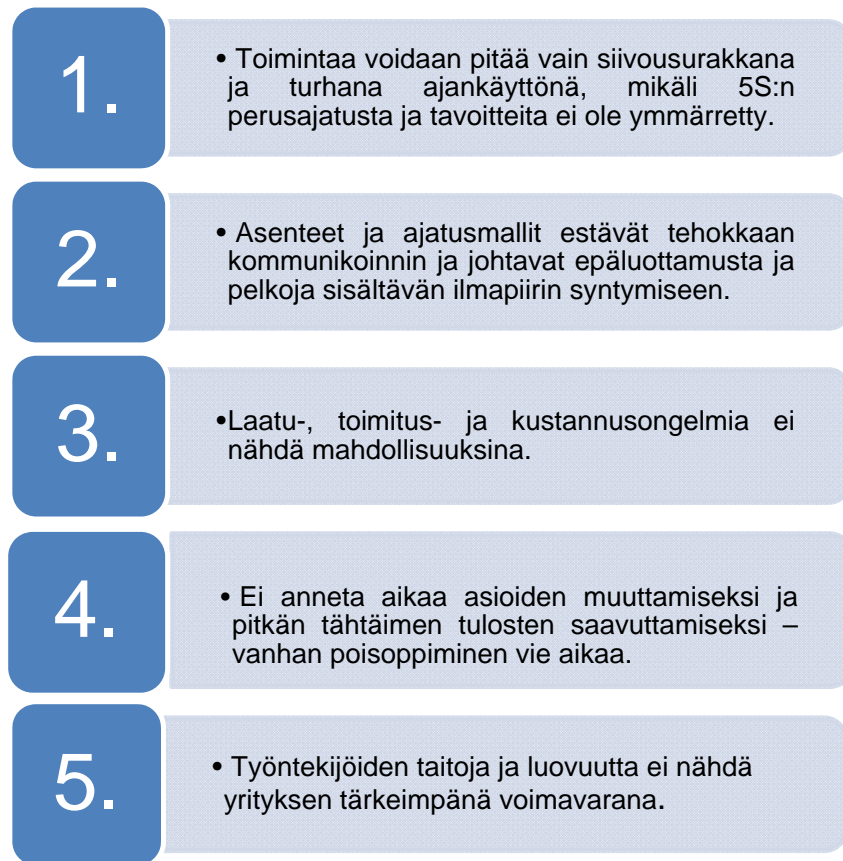 1.
• Toimintaa voidaan pitää vain siivousurakkana
ja turhana ajankäyttönä, mikäli 5S:n
perusajatusta ja tavoitteita ei ole ymmärretty.
2.
• Asenteet ja ajatusmallit estävät tehokkaan
kommunikoinnin ja johtavat epäluottamusta ja
pelkoja sisältävän ilmapiirin syntymiseen.
3.
•Laatu-, toimitus- ja kustannusongelmia ei
nähdä mahdollisuuksina.
4.
• Ei anneta aikaa asioiden muuttamiseksi ja
pitkän tähtäimen tulosten saavuttamiseksi –
vanhan poisoppiminen vie aikaa.
5.
• Työntekijöiden taitoja ja luovuutta ei nähdä
yrityksen tärkeimpänä voimavarana.